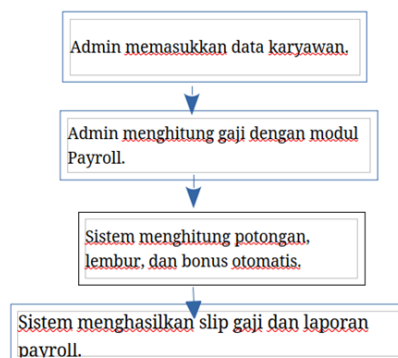 Admin memasukkan data karyawan.
Admin menghitung gaji dengan modul
Payroll.
Sistem menghitung potongan,
lembur, dan bonus otomatis.
Sistem menghasilkan slip gaji dan laporan
payroll.